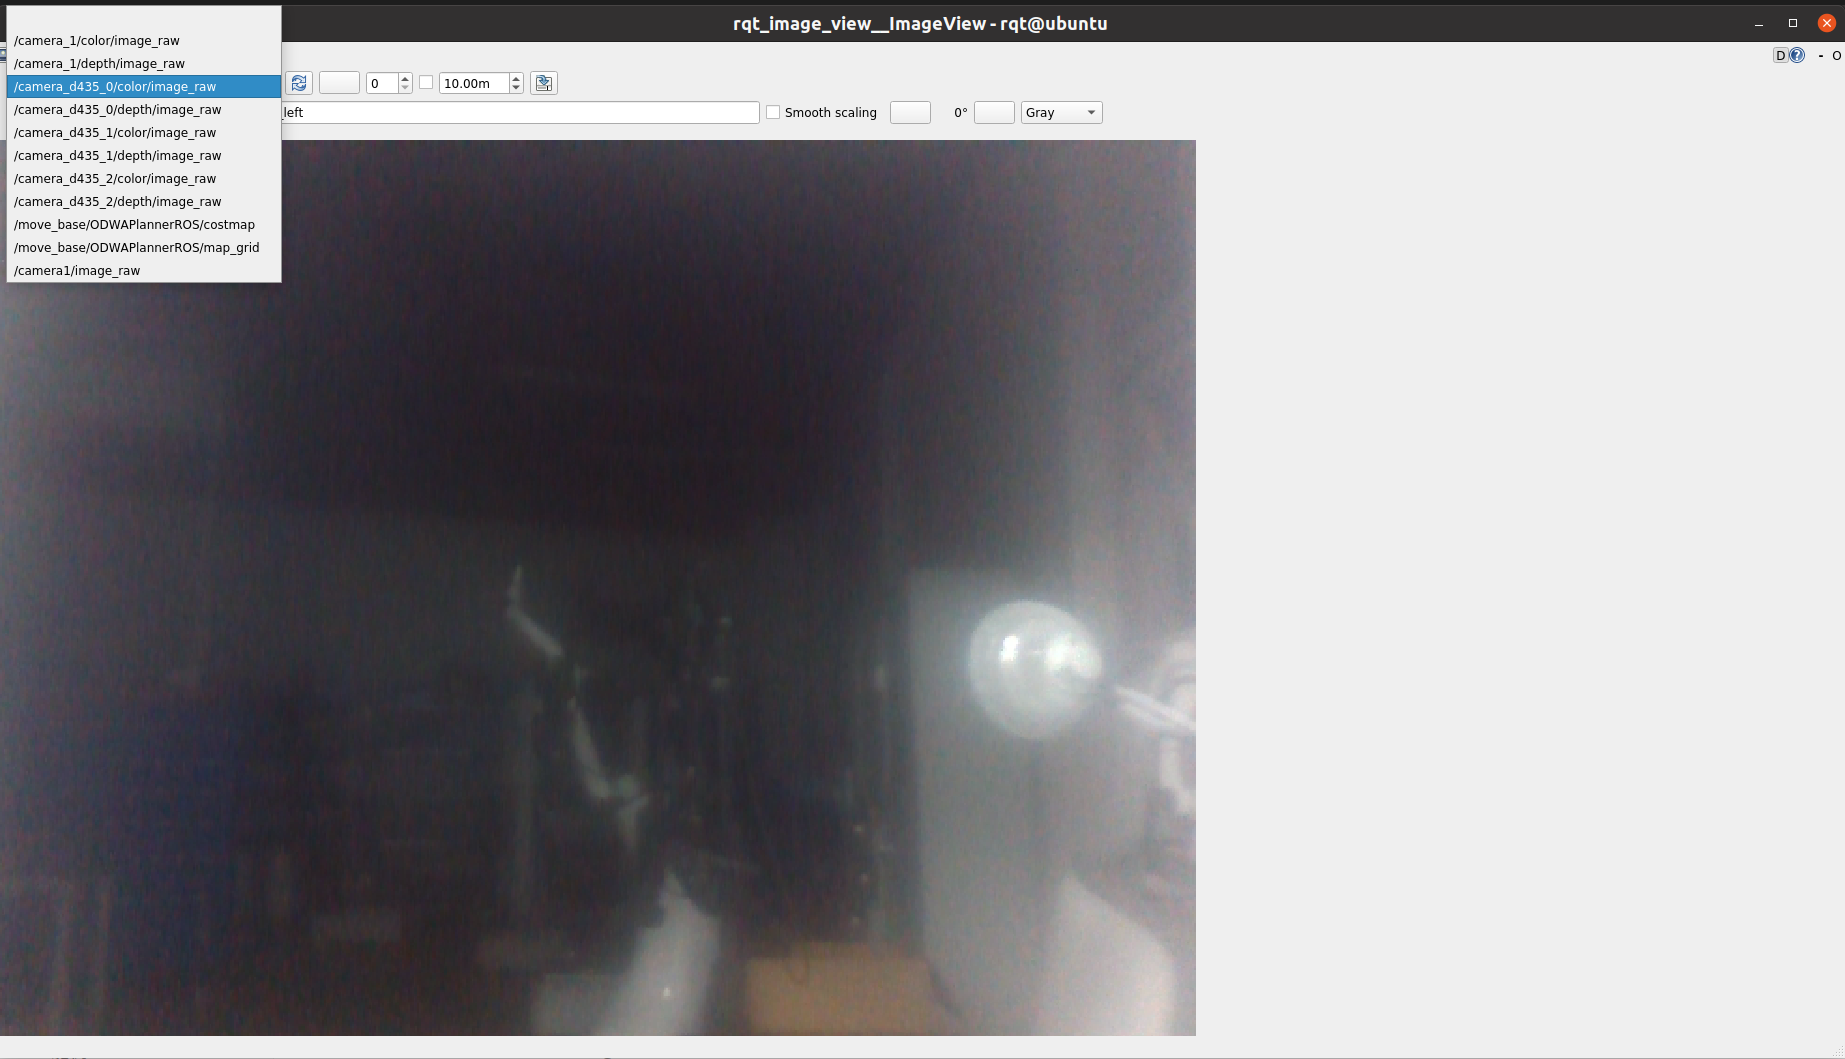 rqt_image_view__ImageView - rqt@ubuntu
/camera_1/color/image_raw
/camera_1/depth/image_raw
/camera_d435_0/color/image_raw
/camera_d435_0/depth/image_raw
/camera_d435_1/color/image_raw
/camera_d435_1/depth/image_raw
/camera_d435_2/color/image_raw
/camera_d435_2/depth/image_raw
/move_base/ODWAPlannerROS/costmap
/move_base/ODWAPlannerROS/map_grid
/camera1/image_raw
D - O
0 10.00m
_left Smooth scaling 0° Gray